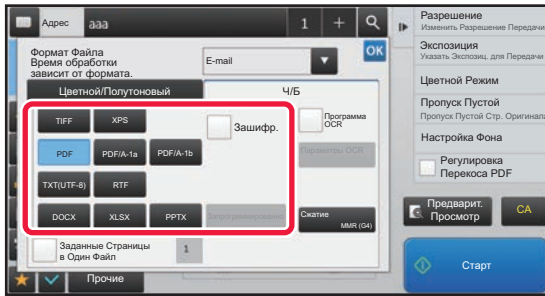 Адрес
aaa
1
+
Формат Файла
Время обработки
зависит от формата.
E-mail
OK
Цветной/Полутоновый
Ч/Б
TIFF
XPS
Зашифр.
Программа
OCR
PDF
PDF/A-1a
PDF/A-1b
Параметры OCR
TXT(UTF-8)
RTF
DOCX
XLSX
PPTX
Сжатие
MMR (G4)
Заданные Страницы
в Один Файл
1
Прочие
Разрешение
Изменить Разрешение Передачи
Экспозиция
Указать Экспозиц. для Передачи
Цветной Режим
Пропуск Пустой
Пропуск Пустой Стр. Оригинала
Настройка Фона
Регулировка
Перекоса PDF
Предварит.
Просмотр
CA
Старт